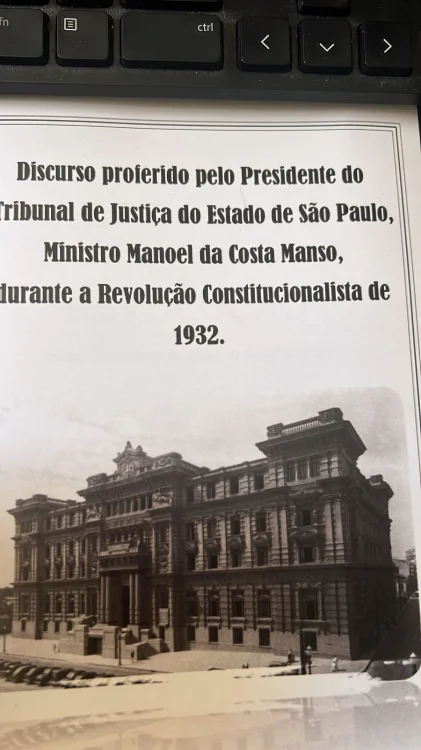 fn
ctrl
Discurso proferido pelo Presidente do
Tribunal de Justiça do Estado de São Paulo,
Ministro Manoel da Costa Manso,
durante a Revolução Constitucionalista de
1932.